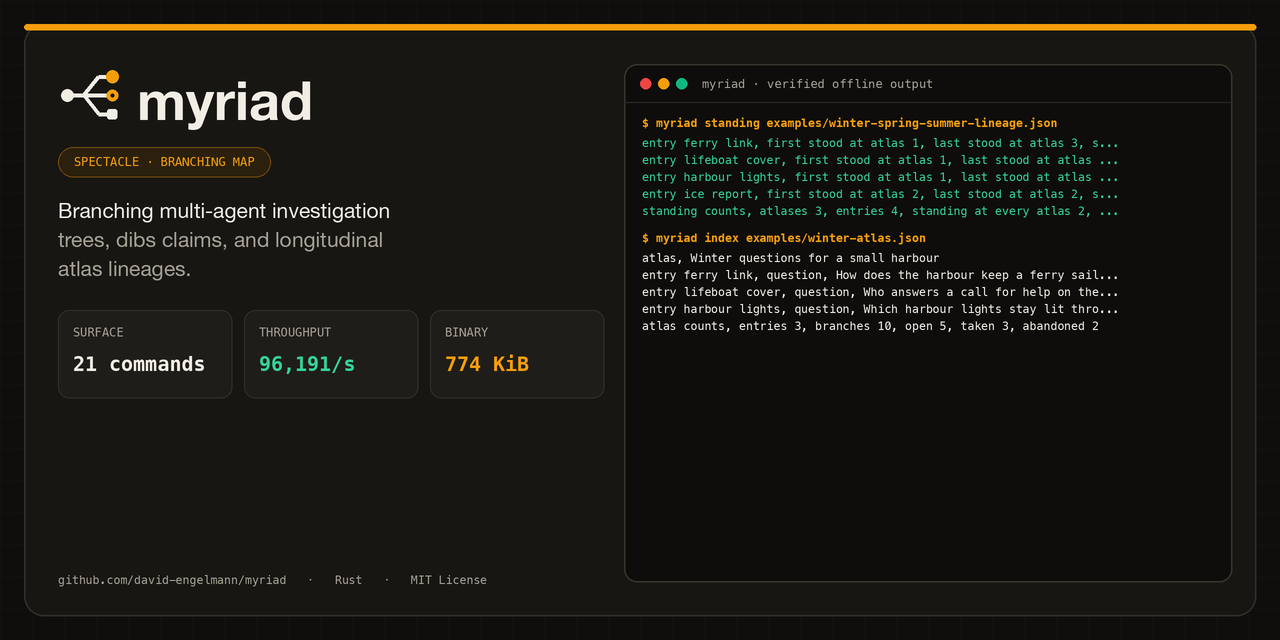 myriad
SPECTACLE · BRANCHING MAP
Branching multi-agent investigation
trees, dibs claims, and longitudinal
atlas lineages.
SURFACE
21 commands
THROUGHPUT
96,191/s
BINARY
774 KiB
github.com/david-engelmann/myriad · Rust · MIT License
myriad · verified offline output
$ myriad standing examples/winter-spring-summer-lineage.json
entry ferry link, first stood at atlas 1, last stood at atlas 3, s...
entry lifeboat cover, first stood at atlas 1, last stood at atlas ...
entry harbour lights, first stood at atlas 1, last stood at atlas ...
entry ice report, first stood at atlas 2, last stood at atlas 2, s...
standing counts, atlases 3, entries 4, standing at every atlas 2, ...
$ myriad index examples/winter-atlas.json
atlas, Winter questions for a small harbour
entry ferry link, question, How does the harbour keep a ferry sail...
entry lifeboat cover, question, Who answers a call for help on the...
entry harbour lights, question, Which harbour lights stay lit thro...
atlas counts, entries 3, branches 10, open 5, taken 3, abandoned 2